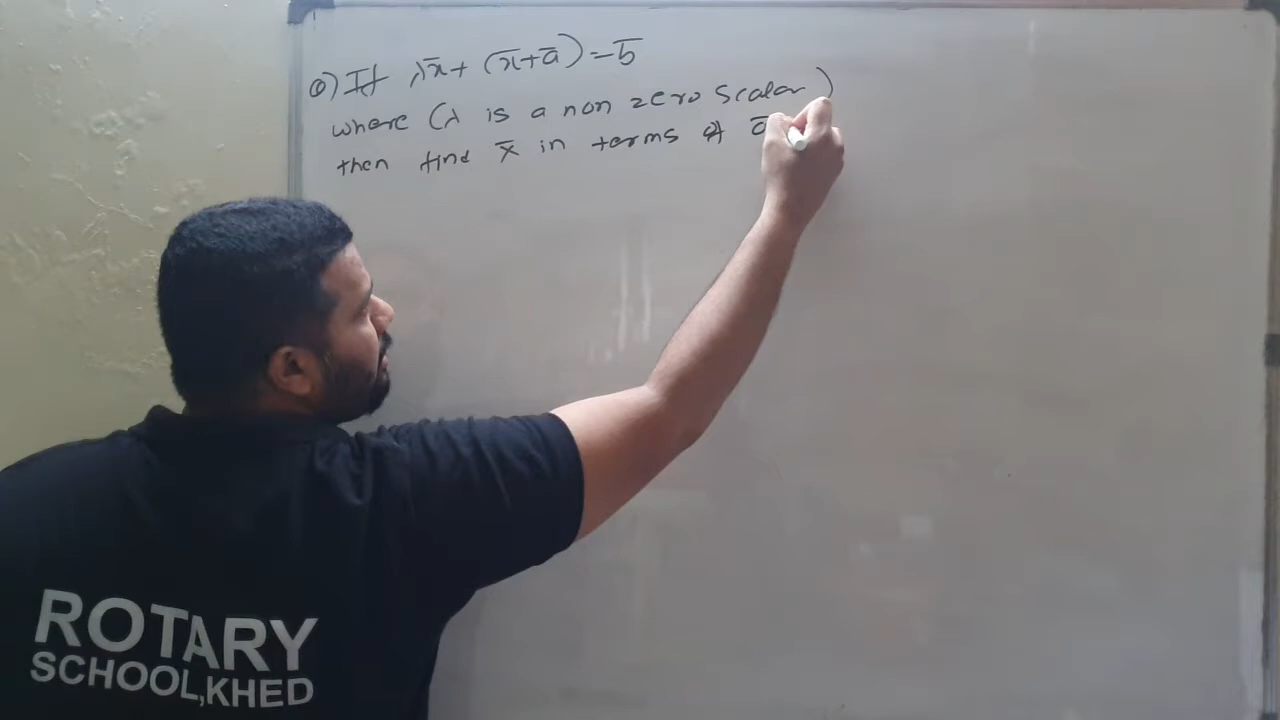 Q) If λx̄ + (x̄+ā) = b̄
where (λ is a non zero scalar)
then find x̄ in terms of ā
ROTARY
SCHOOL,KHED